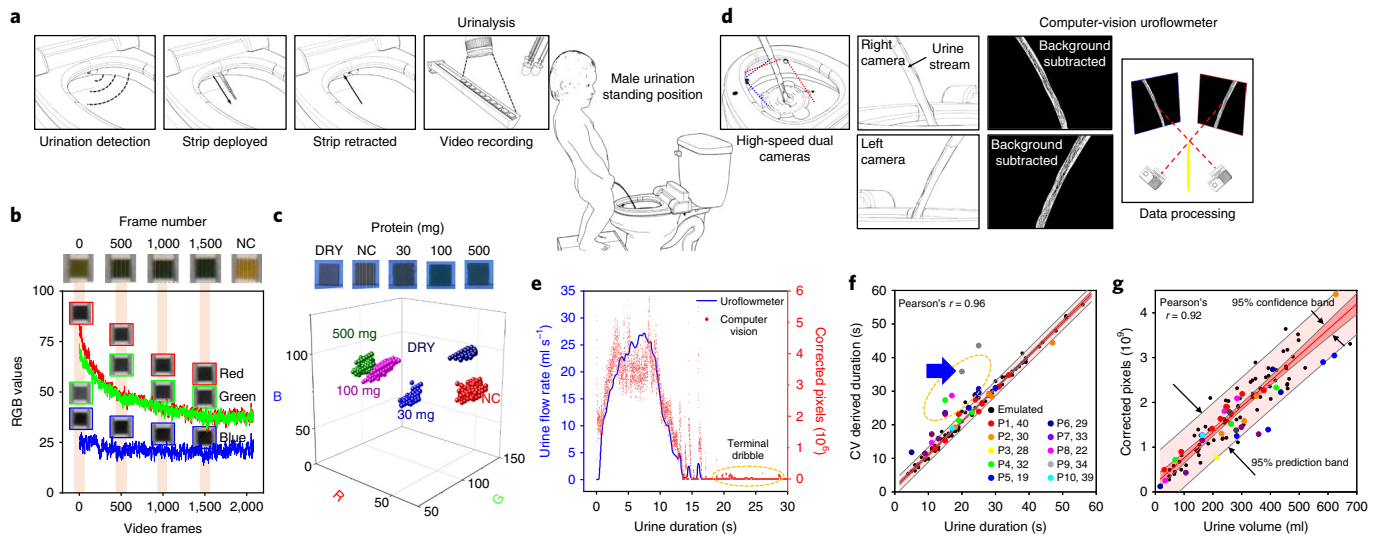 a
Urinalysis
Urination detection
Strip deployed
Strip retracted
Video recording
Male urination
standing position
d
Computer-vision uroflowmeter
Right
camera
Urine
stream
Background
subtracted
High-speed dual
cameras
Left
camera
Background
subtracted
Data processing
b
Frame number
0 500 1,000 1,500 NC
100
75
50
25
0
RGB values
Red
Green
Blue
0 500 1,000 1,500 2,000
Video frames
c
Protein (mg)
DRY NC 30 100 500
500 mg
100 mg
DRY
30 mg
NC
100
50
0
B
R
50
50
100
150
G
e
35
30
25
20
15
10
5
0
Urine flow rate (ml s⁻¹)
Uroflowmeter
Computer
vision
Terminal
dribble
6
5
4
3
2
1
0
Corrected pixels (10⁶)
0 5 10 15 20 25 30
Urine duration (s)
f
Pearson's r = 0.96
60
50
40
30
20
10
0
CV derived duration (s)
Emulated
P1, 40
P2, 30
P3, 28
P4, 32
P5, 19
P6, 29
P7, 33
P8, 22
P9, 34
P10, 39
0 10 20 30 40 50 60
Urine duration (s)
g
Pearson's
r = 0.92
95% confidence band
95% prediction band
4
3
2
1
0
Corrected pixels (10⁹)
0 100 200 300 400 500 600 700
Urine volume (ml)